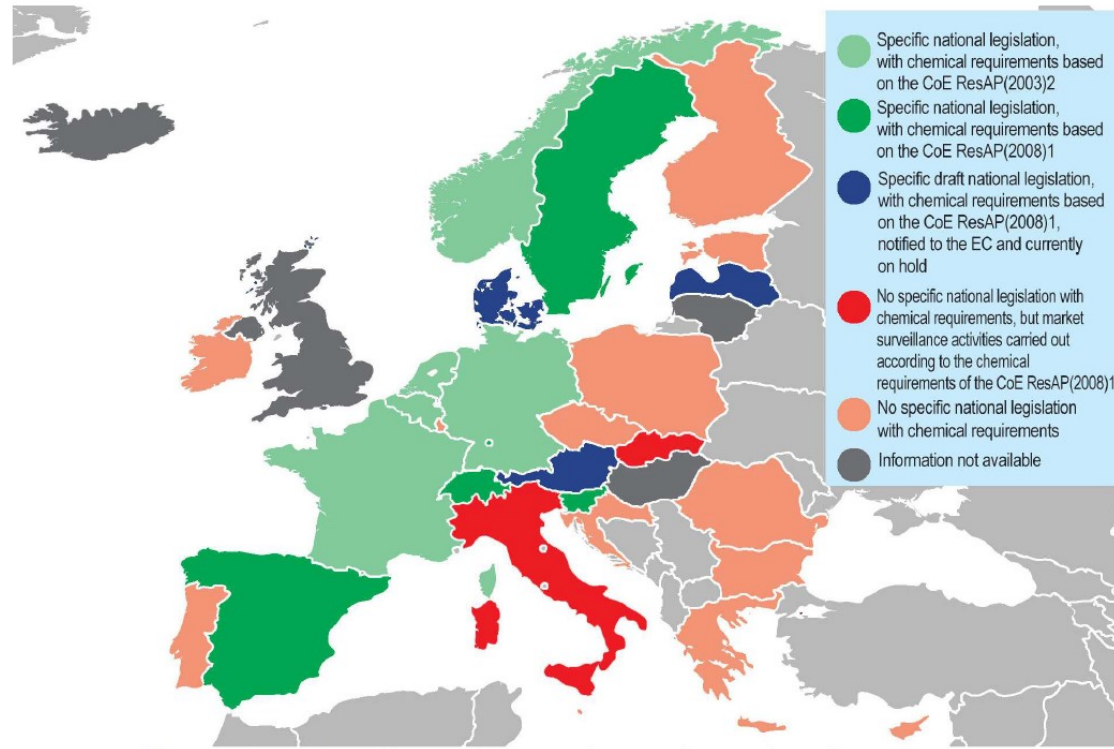 Specific national legislation,
with chemical requirements based
on the CoE ResAP(2003)2
Specific national legislation,
with chemical requirements based
on the CoE ResAP(2008)1
Specific draft national legislation,
with chemical requirements based
on the CoE ResAP(2008)1,
notified to the EC and currently
on hold
No specific national legislation with
chemical requirements, but market
surveillance activities carried out
according to the chemical
requirements of the CoE ResAP(2008)1
No specific national legislation
with chemical requirements
Information not available